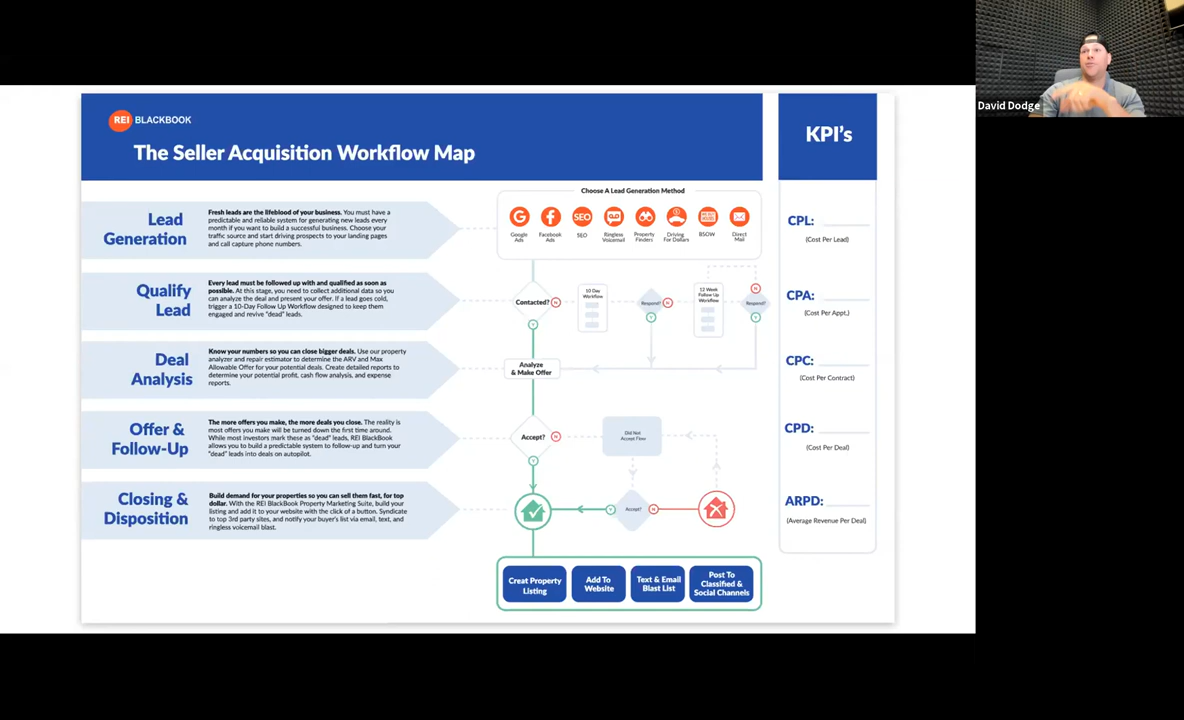 David Dodge
REI BLACKBOOK
The Seller Acquisition Workflow Map
KPI's
Lead
Generation
Fresh leads are the lifeblood of your business. You must have a
predictable and reliable system for generating new leads every
month if you want to build a successful business. Choose your
traffic source and start driving prospects to your landing pages
and call capture phone numbers.
Choose A Lead Generation Method
SEO
Google
Ads
Facebook
Ads
SEO
Ringless
Voicemail
Property
Finders
Driving
For Dollars
BSOW
Direct
Mail
CPL:
(Cost Per Lead)
Qualify
Lead
Every lead must be followed up with and qualified as soon as
possible. At this stage, you need to collect additional data so you
can analyze the deal and present your offer. If a lead goes cold,
trigger a 10-Day Follow Up Workflow designed to keep them
engaged and revive "dead" leads.
Contacted?
N
Y
10 Day
Workflow
Respond?
N
Y
12 Week
Follow Up
Workflow
N
Respond?
Y
CPA:
(Cost Per Appt.)
Deal
Analysis
Know your numbers so you can close bigger deals. Use our property
analyzer and repair estimator to determine the ARV and Max
Allowable Offer for your potential deals. Create detailed reports to
determine your potential profit, cash flow analysis, and expense
reports.
Analyze
& Make Offer
CPC:
(Cost Per Contract)
Offer &
Follow-Up
The more offers you make, the more deals you close. The reality is
most offers you make will be turned down the first time around.
While most investors mark these as "dead" leads, REI BlackBook
allows you to build a predictable system to follow-up and turn your
"dead" leads into deals on autopilot.
Accept?
N
Y
Did Not
Accept Flow
CPD:
(Cost Per Deal)
Closing &
Disposition
Build demand for your properties so you can sell them fast, for top
dollar. With the REI BlackBook Property Marketing Suite, build your
listing and add it to your website with the click of a button. Syndicate
to top 3rd party sites, and notify your buyer's list via email, text, and
ringless voicemail blast.
Y
Accept?
N
ARPD:
(Average Revenue Per Deal)
Creat Property
Listing
Add To
Website
Text & Email
Blast List
Post To
Classified &
Social Channels